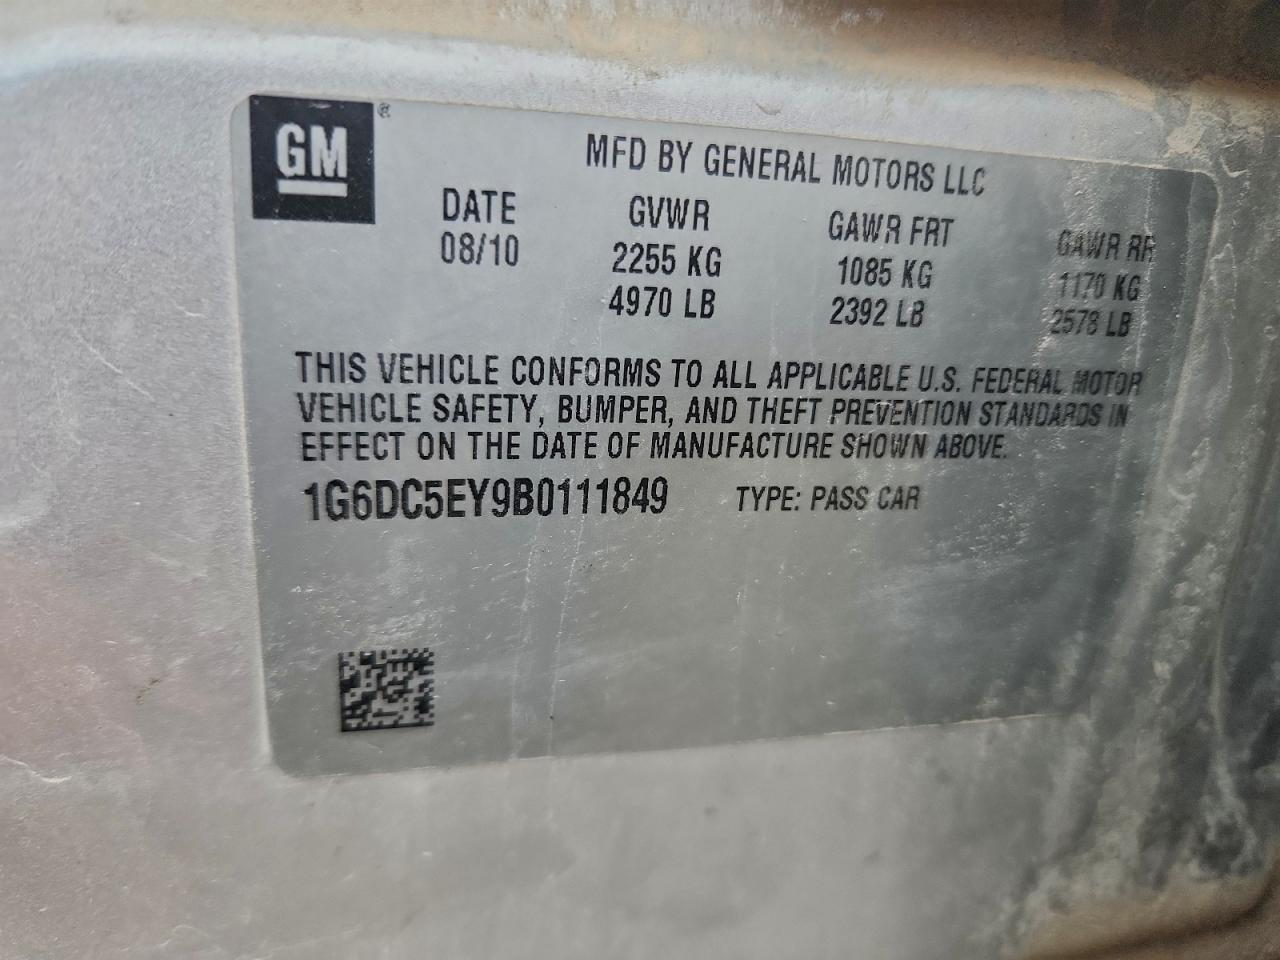 GM ®
MFD BY GENERAL MOTORS LLC
DATE GVWR GAWR FRT GAWR RR
08/10 2255 KG 1085 KG 1170 KG
4970 LB 2392 LB 2578 LB
THIS VEHICLE CONFORMS TO ALL APPLICABLE U.S. FEDERAL MOTOR
VEHICLE SAFETY, BUMPER, AND THEFT PREVENTION STANDARDS IN
EFFECT ON THE DATE OF MANUFACTURE SHOWN ABOVE.
1G6DC5EY9B0111849 TYPE: PASS CAR